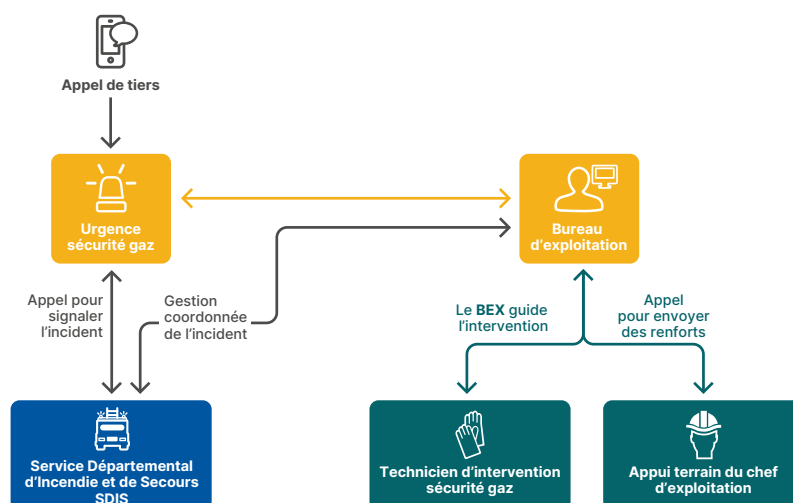 Appel de tiers
Urgence
sécurité gaz
Bureau
d'exploitation
Appel pour
signaler
l'incident
Gestion
coordonnée
de l'incident
Le BEX guide
l'intervention
Appel
pour envoyer
des renforts
Service Départemental
d'Incendie et de Secours
SDIS
Technicien d'intervention
sécurité gaz
Appui terrain du chef
d'exploitation